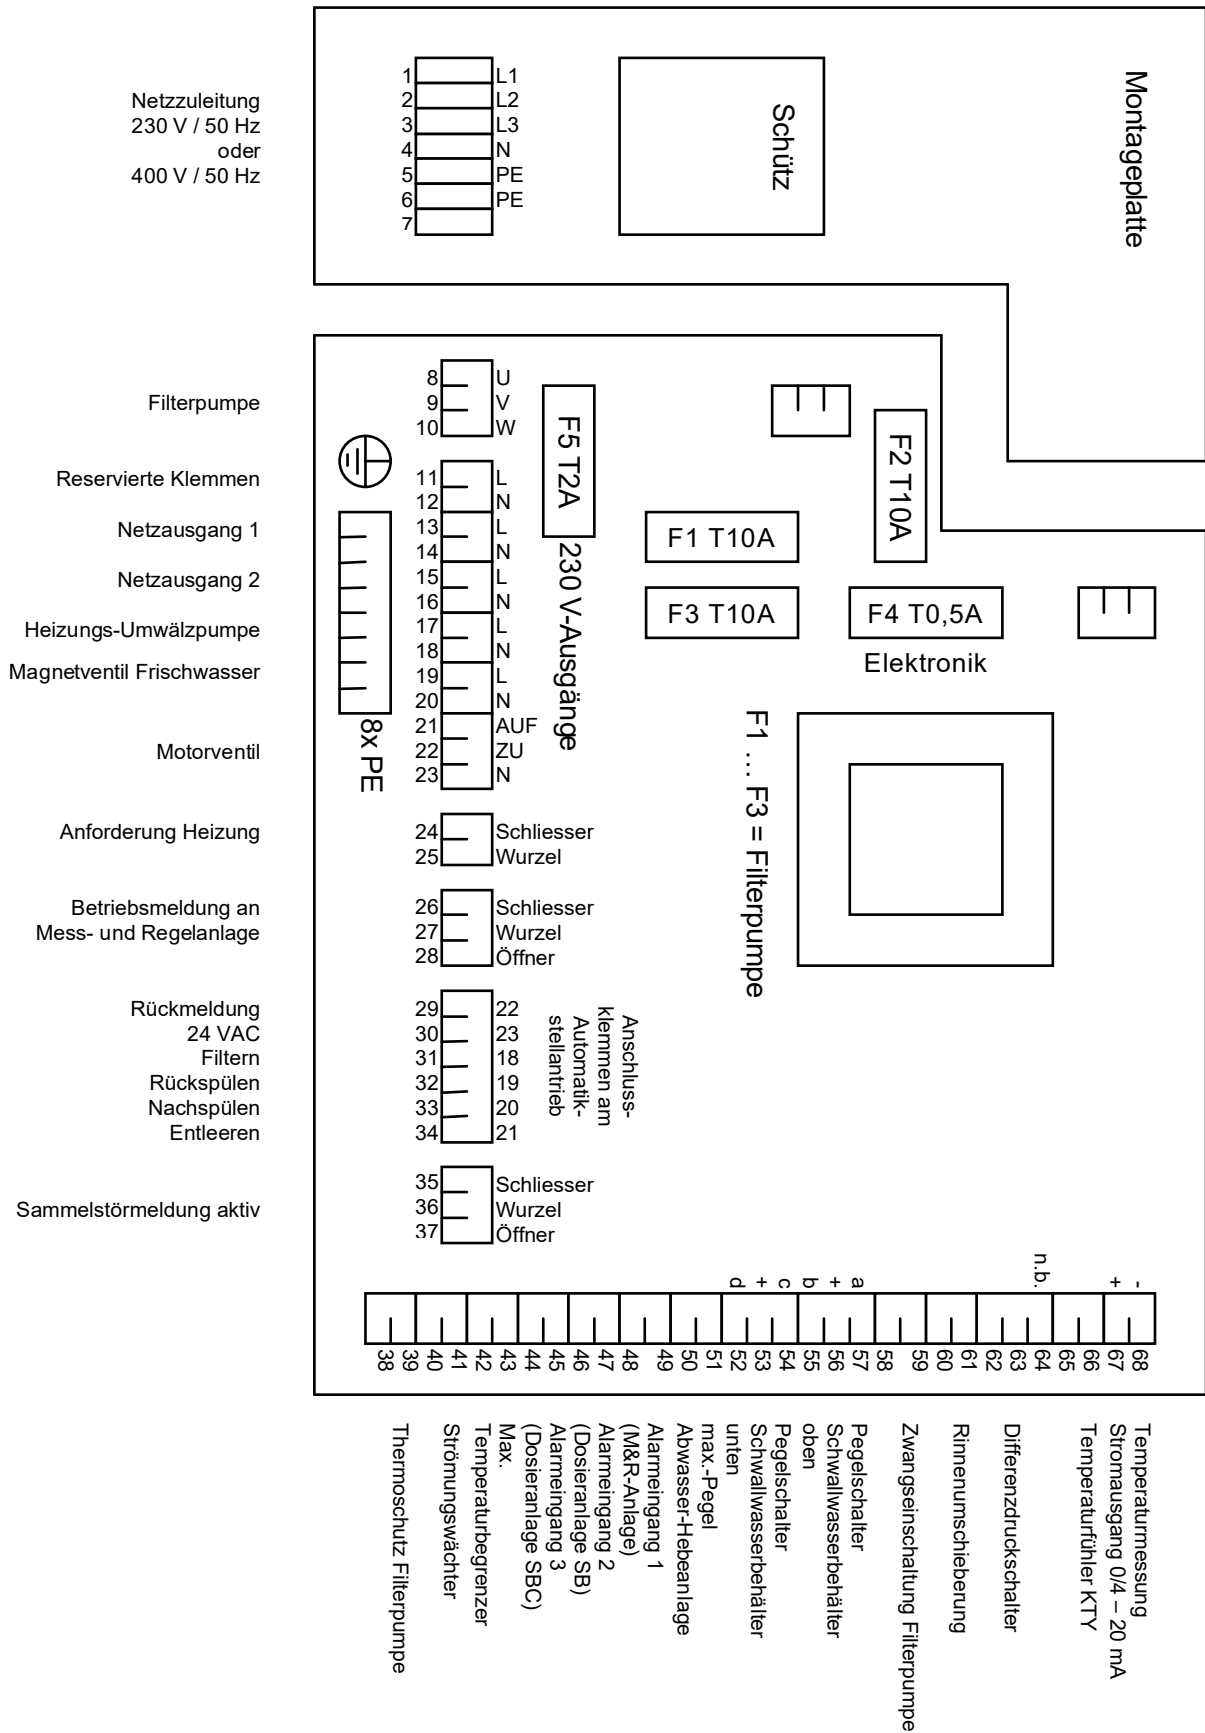 Netzzuleitung
230 V / 50 Hz
oder
400 V / 50 Hz
1 L1
2 L2
3 L3
4 N
5 PE
6 PE
7
Schütz
Montageplatte
Filterpumpe
8 U
9 V
10 W
F5 T2A
230 V-Ausgänge
F2 T10A
F1 T10A
F3 T10A
F4 T0,5A
Elektronik
F1 ... F3 = Filterpumpe
8x PE
Reservierte Klemmen
11 L
12 N
Netzausgang 1
13 L
14 N
Netzausgang 2
15 L
16 N
Heizungs-Umwälzpumpe
17 L
18 N
Magnetventil Frischwasser
19 L
20 N
Motorventil
21 AUF
22 ZU
23 N
Anforderung Heizung
24 Schliesser
25 Wurzel
Betriebsmeldung an
Mess- und Regelanlage
26 Schliesser
27 Wurzel
28 Öffner
Rückmeldung 29 22
24 VAC 30 23
Filtern 31 18
Rückspülen 32 19
Nachspülen 33 20
Entleeren 34 21
Anschluss-
klemmen am
Automatik-
stellantrieb
Sammelstörmeldung aktiv
35 Schliesser
36 Wurzel
37 Öffner
d + c b + a n.b. + -
38 39 40 41 42 43 44 45 46 47 48 49 50 51 52 53 54 55 56 57 58 59 60 61 62 63 64 65 66 67 68
Thermoschutz Filterpumpe
Strömungswächter
Temperaturbegrenzer
Max.
(Dosieranlage SBC)
Alarmeingang 3
(Dosieranlage SB)
Alarmeingang 2
(M&R-Anlage)
Alarmeingang 1
Abwasser-Hebeanlage
max.-Pegel
unten
Schwallwasserbehälter
Pegelschalter
oben
Schwallwasserbehälter
Pegelschalter
Zwangseinschaltung Filterpumpe
Rinnenumschieberung
Differenzdruckschalter
Temperaturfühler KTY
Stromausgang 0/4 – 20 mA
Temperaturmessung